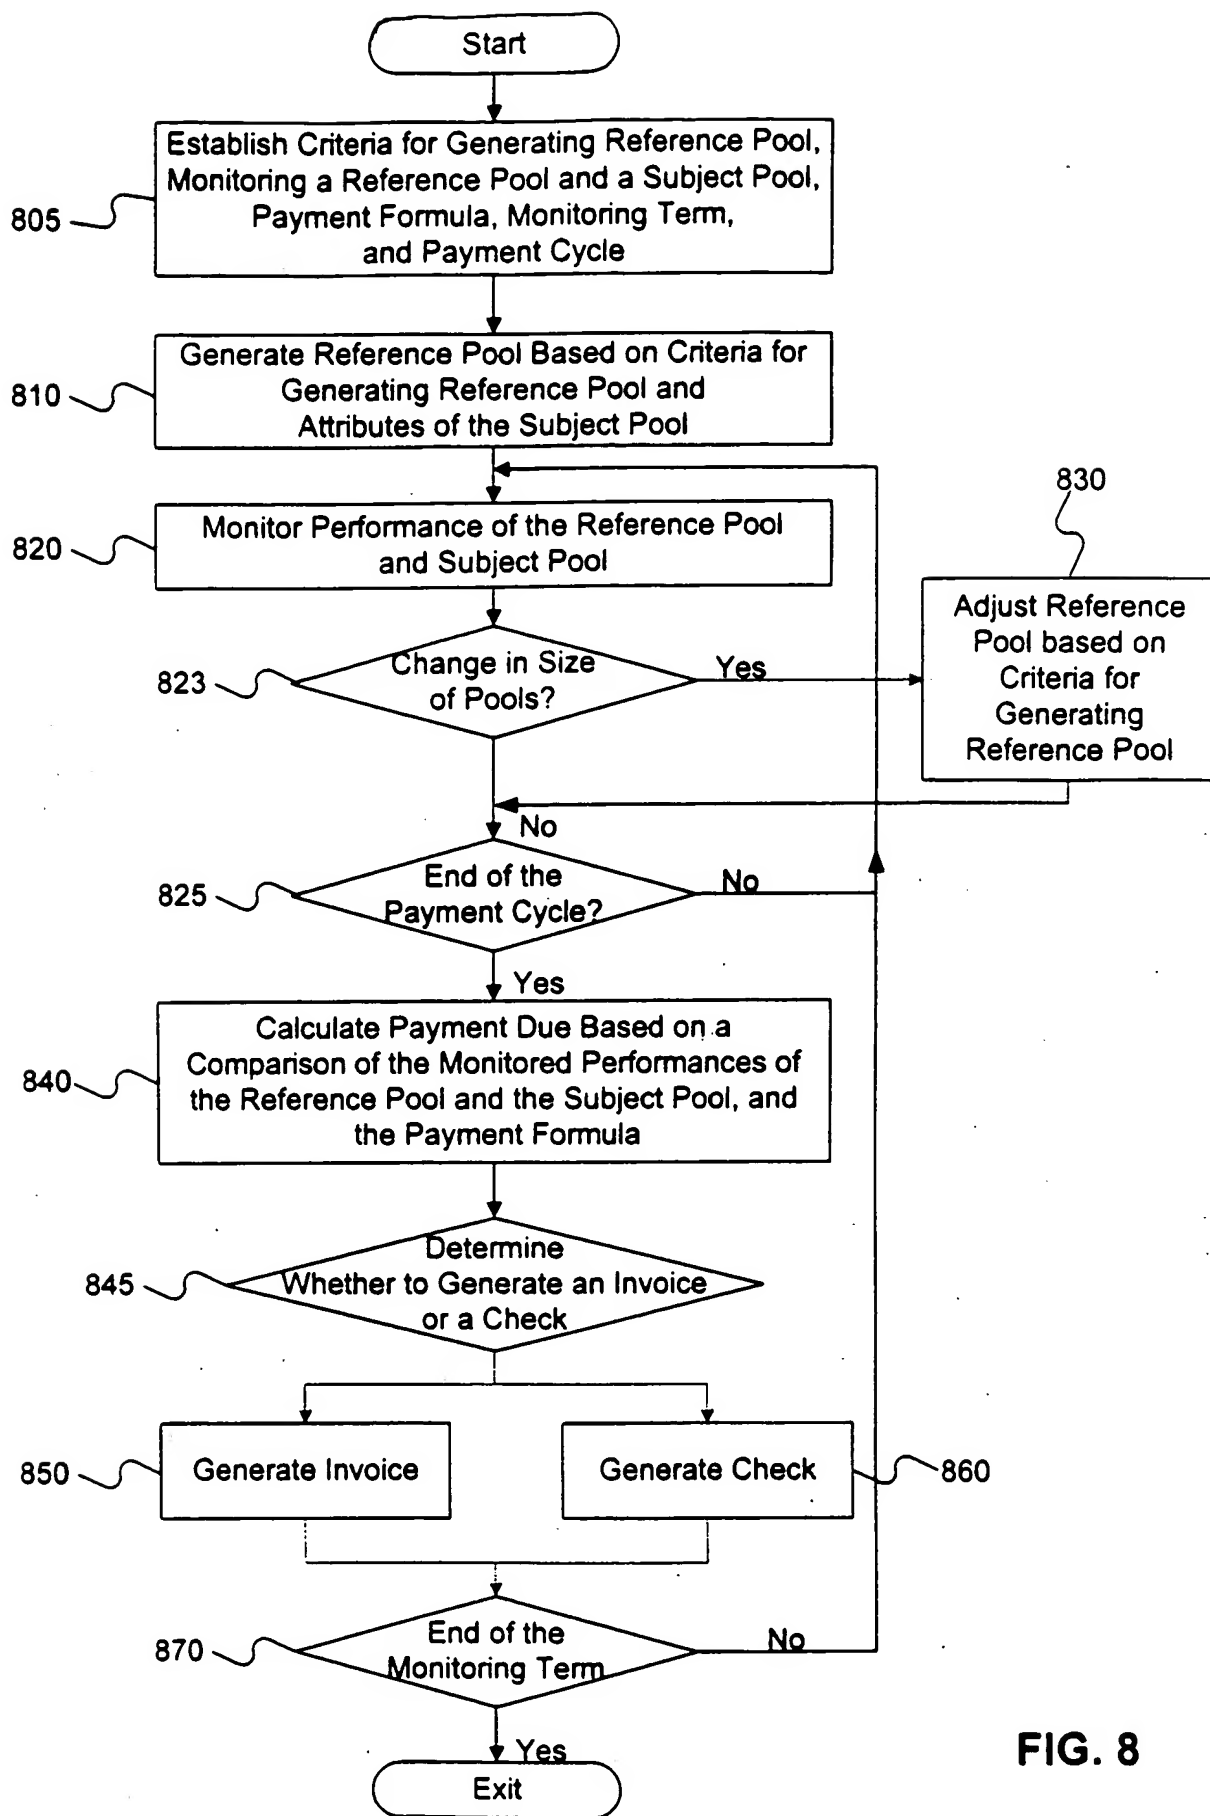 Start
Establish Criteria for Generating Reference Pool,
Monitoring a Reference Pool and a Subject Pool,
Payment Formula, Monitoring Term,
and Payment Cycle
805
Generate Reference Pool Based on Criteria for
Generating Reference Pool and
Attributes of the Subject Pool
810
830
Monitor Performance of the Reference Pool
and Subject Pool
820
Adjust Reference
Pool based on
Criteria for
Generating
Reference Pool
Change in Size
of Pools?
Yes
823
No
End of the
Payment Cycle?
No
825
Yes
Calculate Payment Due Based on a
Comparison of the Monitored Performances of
the Reference Pool and the Subject Pool, and
the Payment Formula
840
Determine
Whether to Generate an Invoice
or a Check
845
850
Generate Invoice
Generate Check
860
End of the
Monitoring Term
No
870
Yes
Exit
FIG. 8